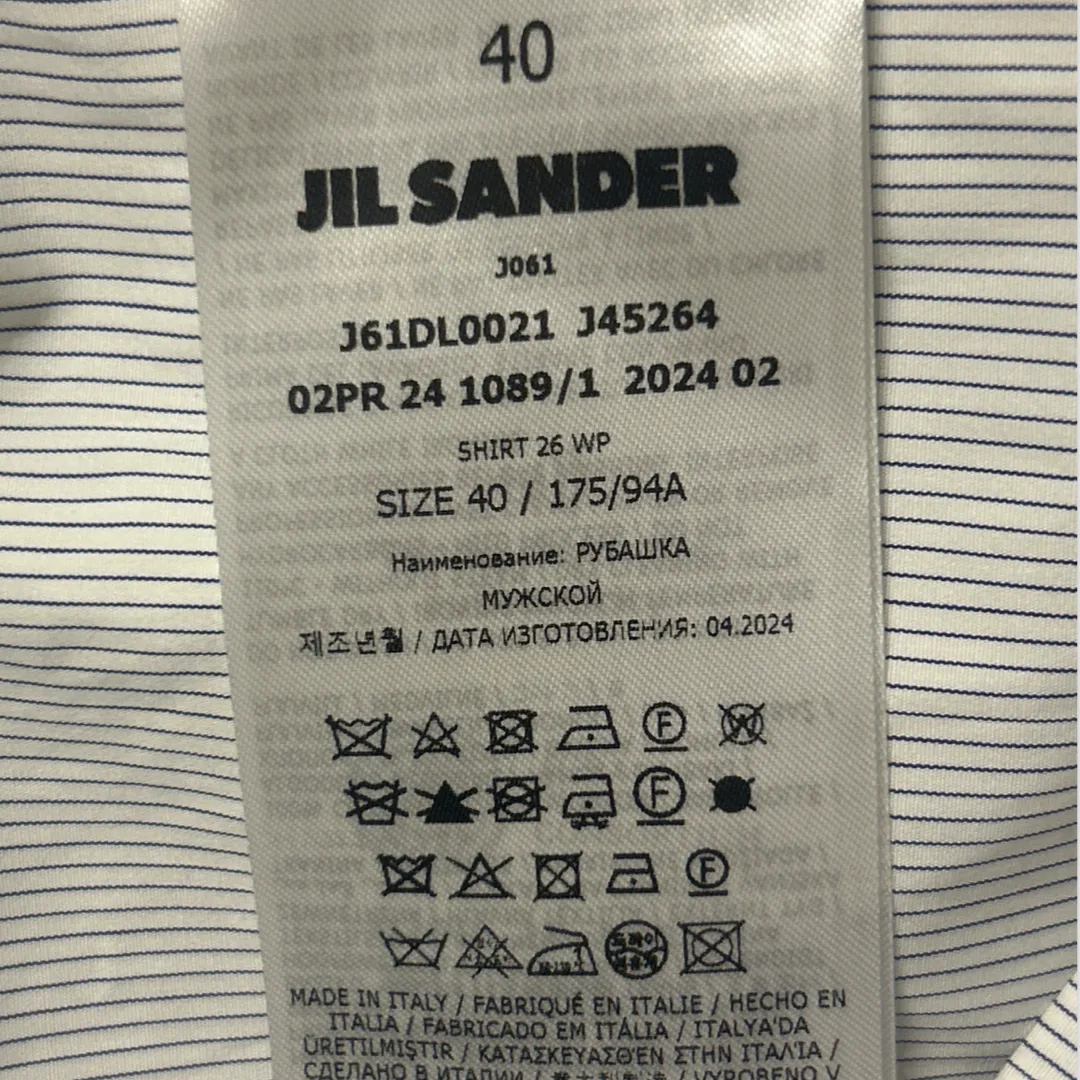 40
JIL SANDER
J061
J61DL0021 J45264
02PR 24 1089/1 2024 02
SHIRT 26 WP
SIZE 40 / 175/94A
Наименование: РУБАШКА
МУЖСКОЙ
제조년월 / ДАТА ИЗГОТОВЛЕНИЯ: 04.2024
F W
F
F
MADE IN ITALY / FABRIQUÉ EN ITALIE / HECHO EN
ITALIA / FABRICADO EM ITÁLIA / ITALYA'DA
ÜRETILMIŞTIR / ΚΑΤΑΣΚΕΥΑΣΘΈΝ ΣΤΗΝ ΙΤΑΛΊΑ /
СДЕЛАНО В ИТАЛИИ / VYROBENO V